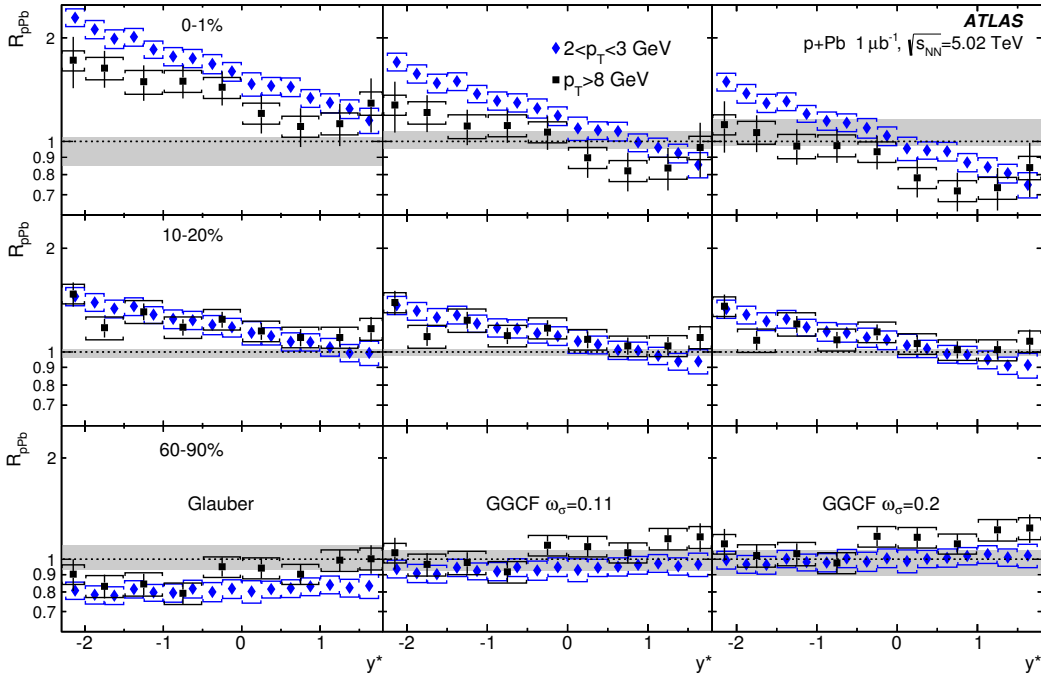 R_pPb
2
1
0.9
0.8
0.7
0-1%
2<p_T<3 GeV
p_T>8 GeV
ATLAS
p+Pb 1 μb⁻¹, √s_NN=5.02 TeV
R_pPb
2
1
0.9
0.8
0.7
10-20%
R_pPb
2
1
0.9
0.8
0.7
60-90%
Glauber
GGCF ω_σ=0.11
GGCF ω_σ=0.2
-2 -1 0 1 y*
-2 -1 0 1 y*
-2 -1 0 1 y*